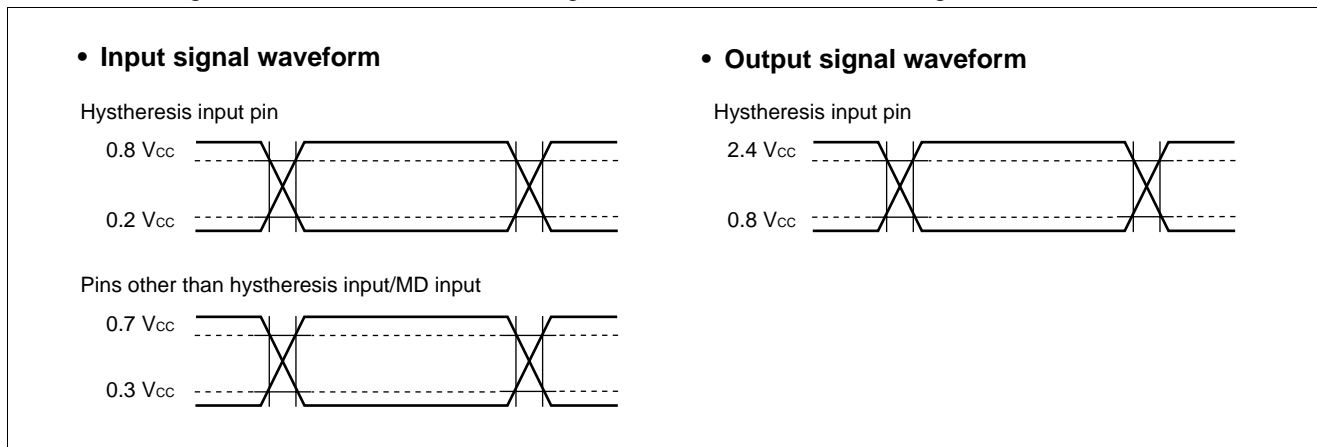 • Input signal waveform
Hystheresis input pin
0.8 Vcc
0.2 Vcc
Pins other than hystheresis input/MD input
0.7 Vcc
0.3 Vcc
• Output signal waveform
Hystheresis input pin
2.4 Vcc
0.8 Vcc